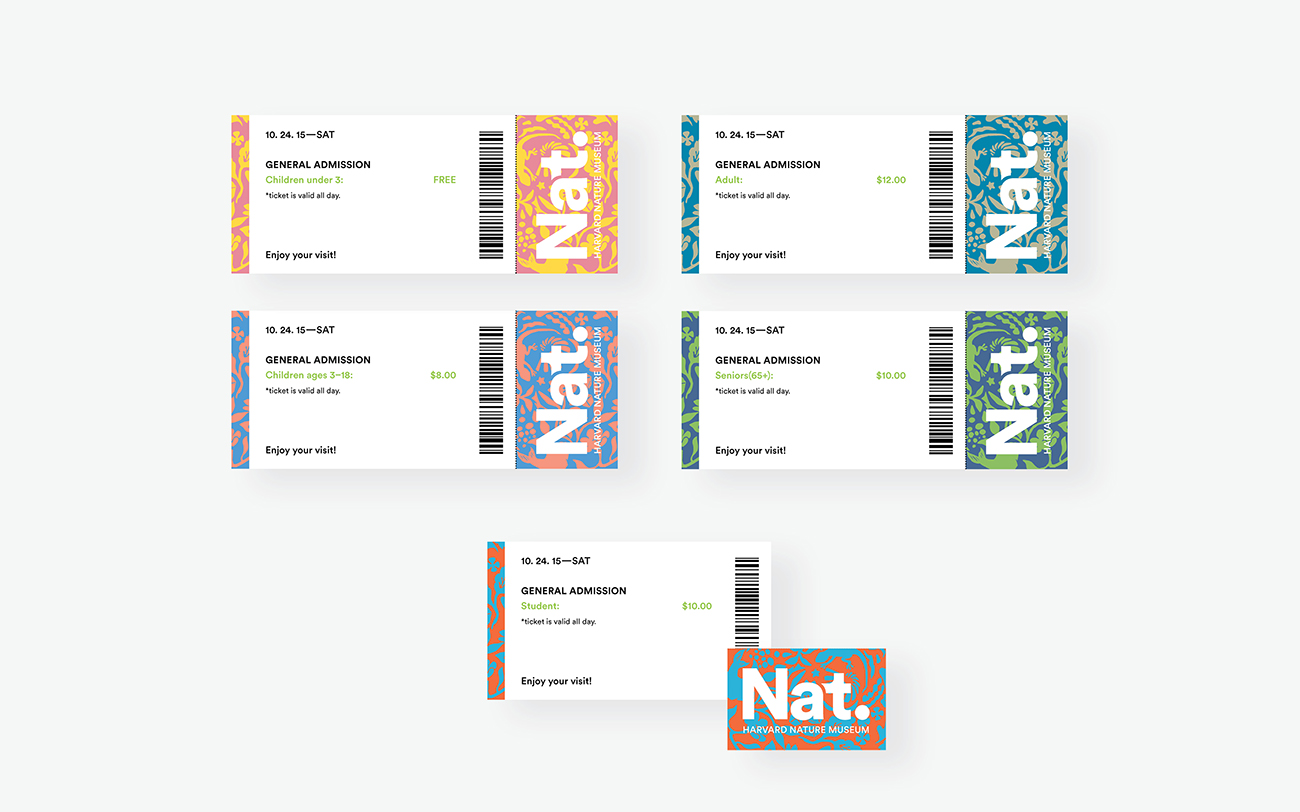 10. 24. 15—SAT
GENERAL ADMISSION
Children under 3: FREE
*ticket is valid all day.
Enjoy your visit!
Nat.
HARVARD NATURE MUSEUM
10. 24. 15—SAT
GENERAL ADMISSION
Adult: $12.00
*ticket is valid all day.
Enjoy your visit!
Nat.
HARVARD NATURE MUSEUM
10. 24. 15—SAT
GENERAL ADMISSION
Children ages 3–18: $8.00
*ticket is valid all day.
Enjoy your visit!
Nat.
HARVARD NATURE MUSEUM
10. 24. 15—SAT
GENERAL ADMISSION
Seniors(65+): $10.00
*ticket is valid all day.
Enjoy your visit!
Nat.
HARVARD NATURE MUSEUM
10. 24. 15—SAT
GENERAL ADMISSION
Student: $10.00
*ticket is valid all day.
Enjoy your visit!
Nat.
HARVARD NATURE MUSEUM